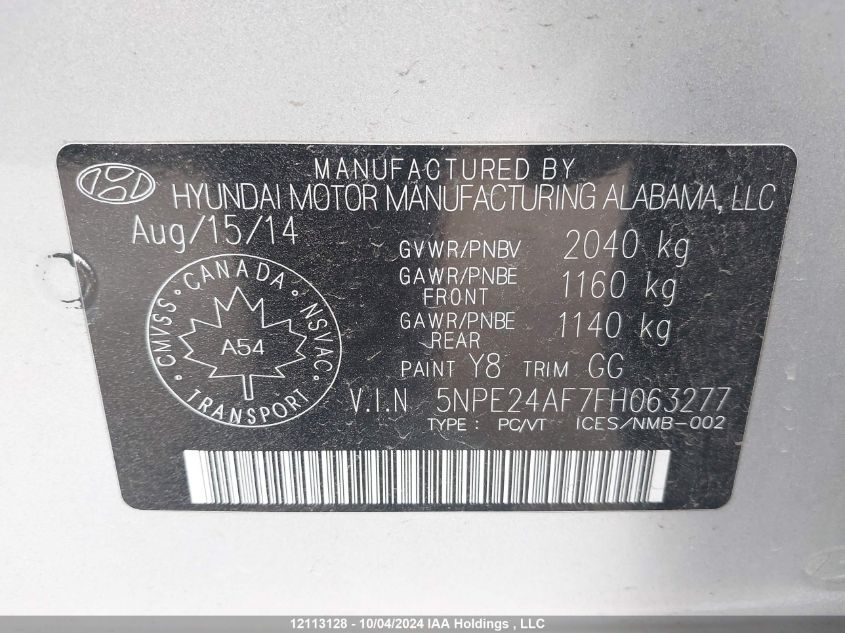 MANUFACTURED BY
HYUNDAI MOTOR MANUFACTURING ALABAMA, LLC
Aug/15/14
GVWR/PNBV 2040 kg
GAWR/PNBE FRONT 1160 kg
GAWR/PNBE REAR 1140 kg
PAINT Y8 TRIM GG
CMVSS · CANADA · NSVAC
A54
· TRANSPORT ·
V.I.N 5NPE24AF7FH063277
TYPE : PC/VT ICES/NMB-002
12113128 - 10/04/2024 IAA Holdings , LLC